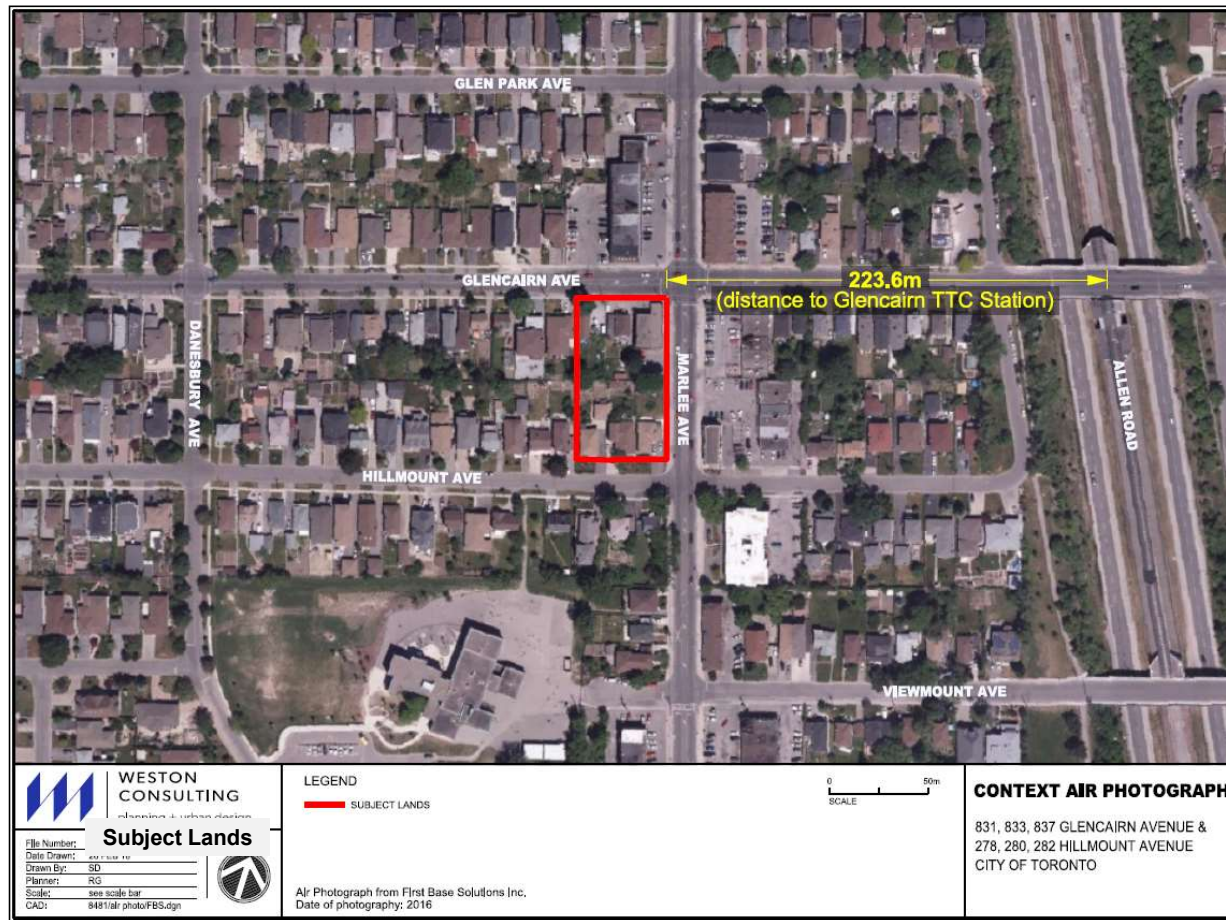 GLEN PARK AVE
GLENCAIRN AVE
223.6m
(distance to Glencairn TTC Station)
DANESBURY AVE
MARLEE AVE
ALLEN ROAD
HILLMOUNT AVE
VIEWMOUNT AVE
WESTON
CONSULTING
planning + urban design
Subject Lands
File Number:
Date Drawn:
Drawn By: SD
Planner: RG
Scale: see scale bar
CAD: 8481/air photo/FBS.dgn
LEGEND
SUBJECT LANDS
Air Photograph from First Base Solutions Inc.
Date of photography: 2016
0 50m
SCALE
CONTEXT AIR PHOTOGRAPH
831, 833, 837 GLENCAIRN AVENUE &
278, 280, 282 HILLMOUNT AVENUE
CITY OF TORONTO